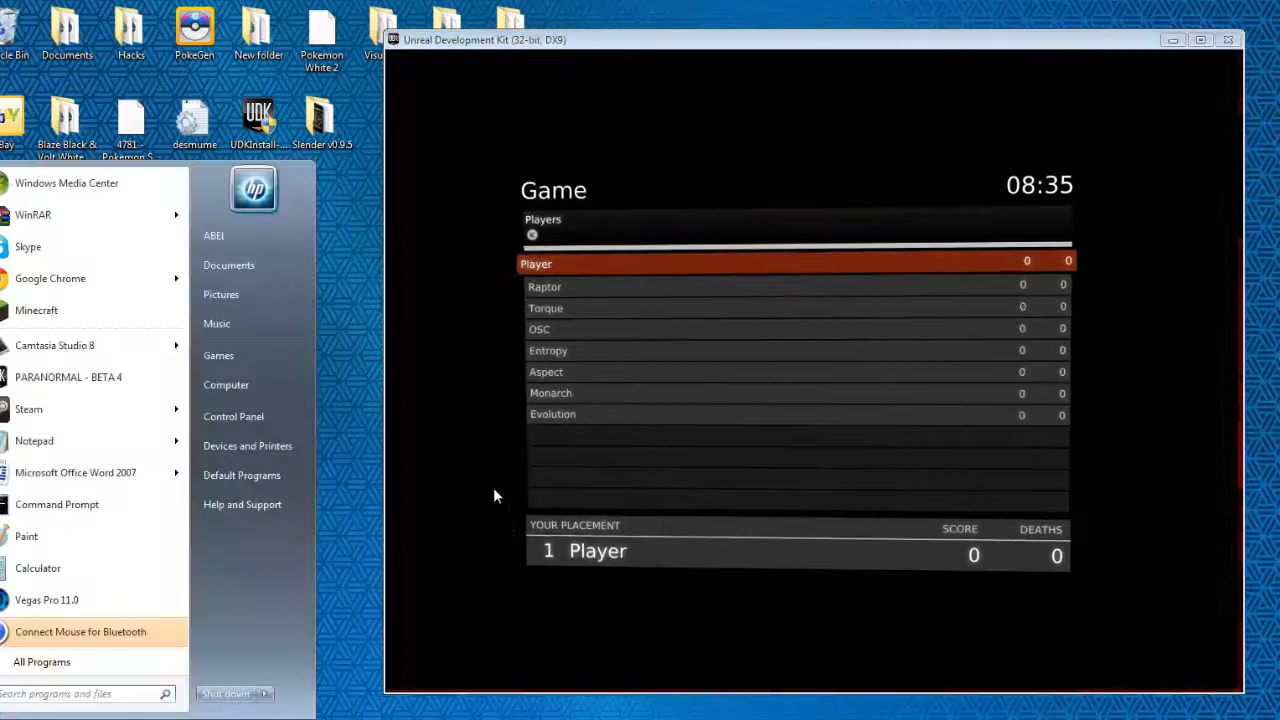 cle Bin
Documents
Hacks
PokeGen
New folder
Pokemon
White 2
Visu
Y
UDK
Bay
Blaze Black &
Volt White ...
4781 -
Pokemon S...
desmume
UDKInstall-...
Slender v0.9.5
Windows Media Center
WinRAR
Skype
Google Chrome
Minecraft
Camtasia Studio 8
PARANORMAL - BETA 4
Steam
Notepad
Microsoft Office Word 2007
Command Prompt
Paint
Calculator
Vegas Pro 11.0
Connect Mouse for Bluetooth
All Programs
Search programs and files
hp
ABEl
Documents
Pictures
Music
Games
Computer
Control Panel
Devices and Printers
Default Programs
Help and Support
Shut down
Unreal Development Kit (32-bit, DX9)
Game 08:35
Players
Player 0 0
Raptor 0 0
Torque 0 0
OSC 0 0
Entropy 0 0
Aspect 0 0
Monarch 0 0
Evolution 0 0
YOUR PLACEMENT SCORE DEATHS
1 Player 0 0